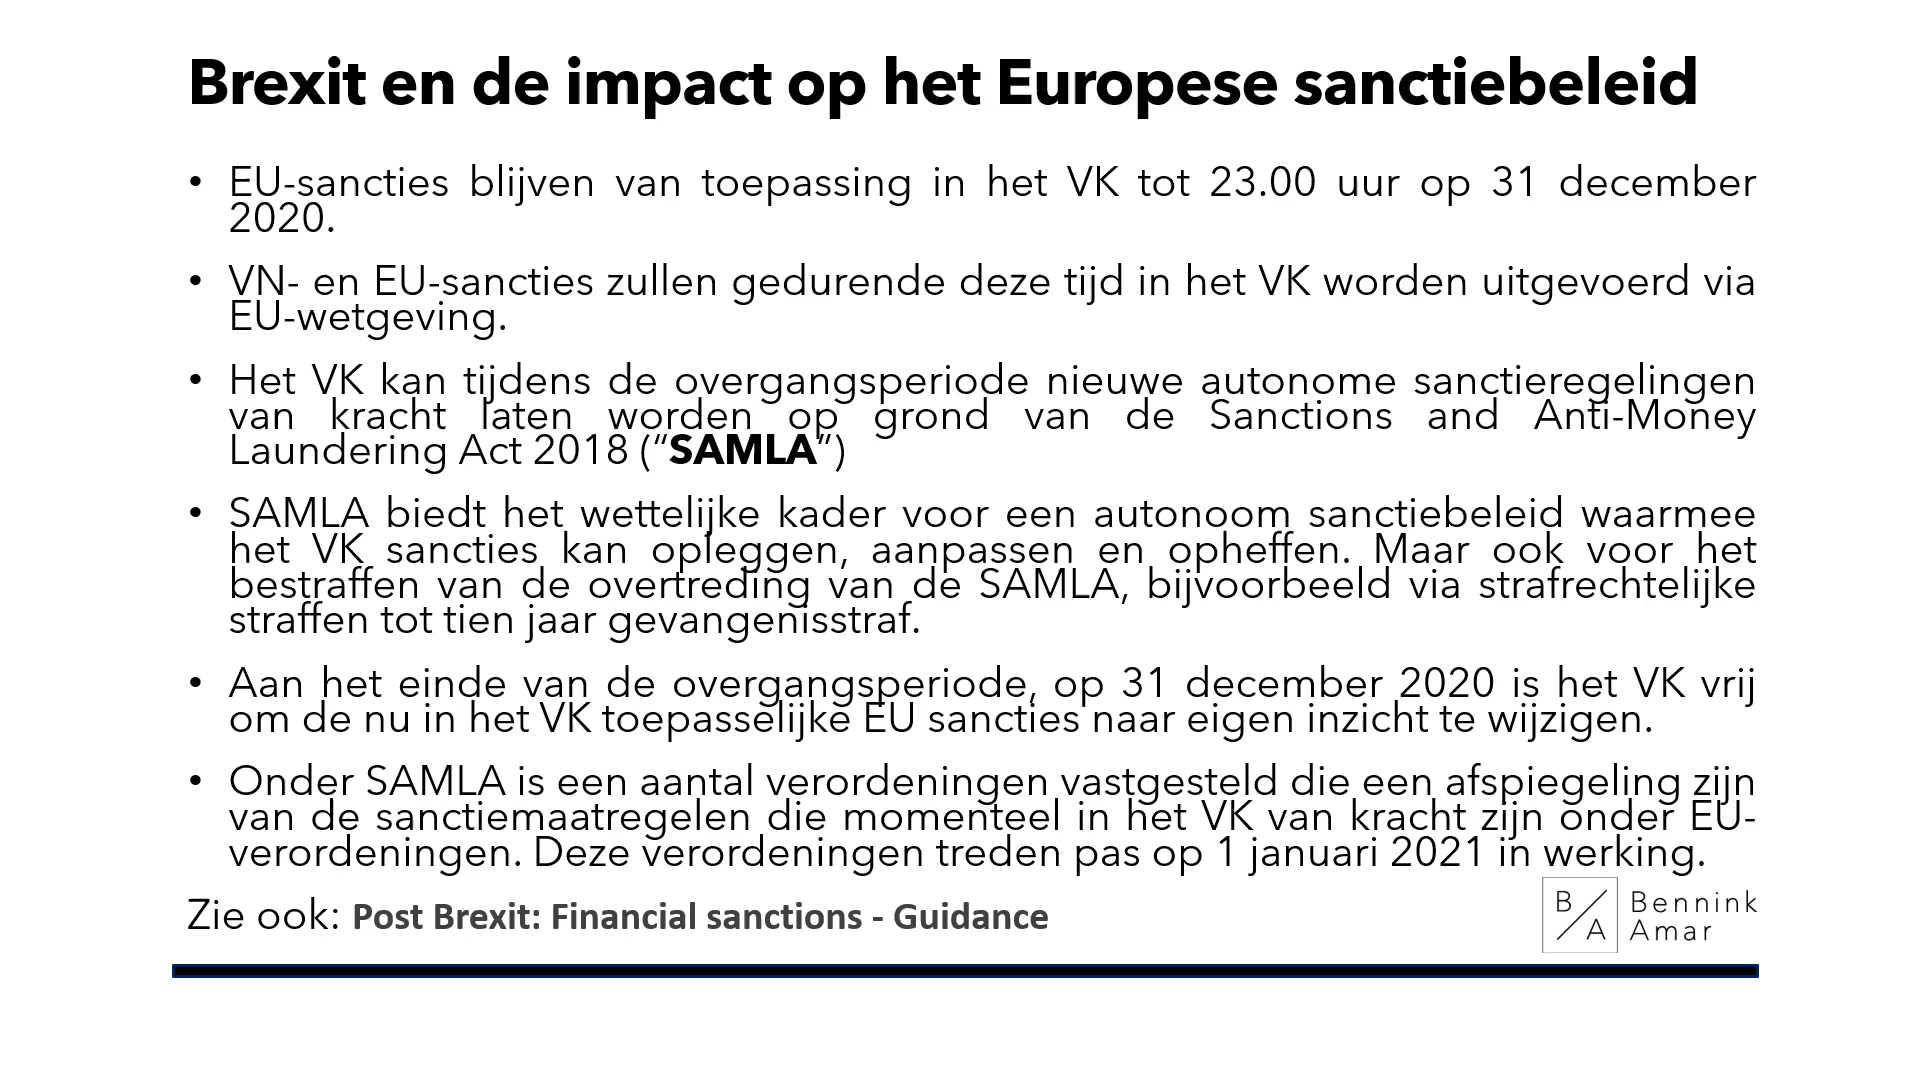 Brexit en de impact op het Europese sanctiebeleid
• EU-sancties blijven van toepassing in het VK tot 23.00 uur op 31 december
2020.
• VN- en EU-sancties zullen gedurende deze tijd in het VK worden uitgevoerd via
EU-wetgeving.
• Het VK kan tijdens de overgangsperiode nieuwe autonome sanctieregelingen
van kracht laten worden op grond van de Sanctions and Anti-Money
Laundering Act 2018 (“SAMLA”)
• SAMLA biedt het wettelijke kader voor een autonoom sanctiebeleid waarmee
het VK sancties kan opleggen, aanpassen en opheffen. Maar ook voor het
bestraffen van de overtreding van de SAMLA, bijvoorbeeld via strafrechtelijke
straffen tot tien jaar gevangenisstraf.
• Aan het einde van de overgangsperiode, op 31 december 2020 is het VK vrij
om de nu in het VK toepasselijke EU sancties naar eigen inzicht te wijzigen.
• Onder SAMLA is een aantal verordeningen vastgesteld die een afspiegeling zijn
van de sanctiemaatregelen die momenteel in het VK van kracht zijn onder EU-
verordeningen. Deze verordeningen treden pas op 1 januari 2021 in werking.
Zie ook: Post Brexit: Financial sanctions - Guidance
B/A Bennink
Amar